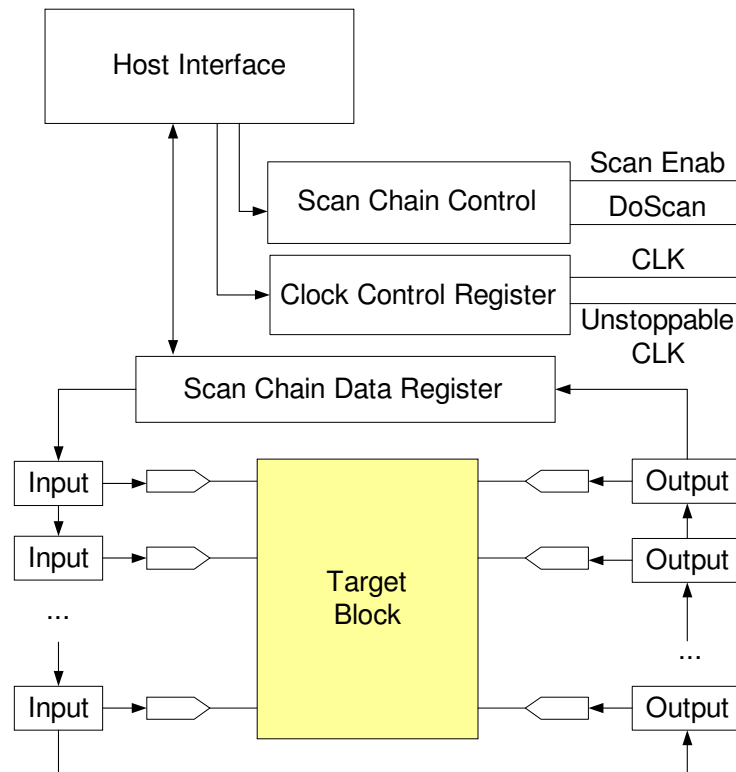 Host Interface
Scan Enab
Scan Chain Control
DoScan
CLK
Clock Control Register
Unstoppable
CLK
Scan Chain Data Register
Input
Output
Input
Output
Target
Block
...
...
Input
Output